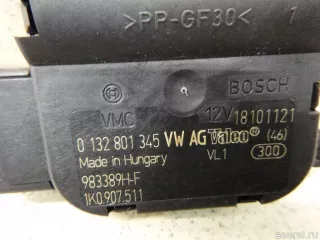 >PP-GF30< 1
BOSCH
VMC 12V 18101121
0 132 801 345 VW AG Valeo® (46)
Made in Hungary VL1 300
983389H-F
1K0.907.511